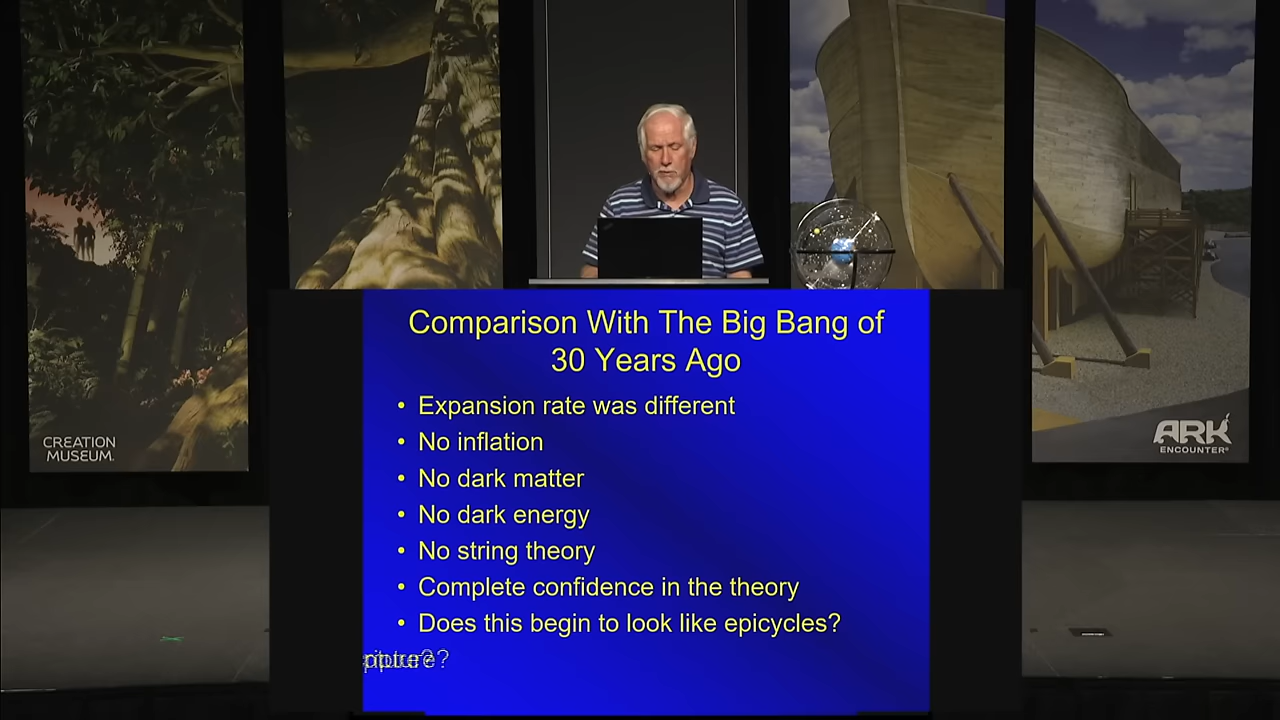 Comparison With The Big Bang of
30 Years Ago
• Expansion rate was different
• No inflation
• No dark matter
• No dark energy
• No string theory
• Complete confidence in the theory
• Does this begin to look like epicycles?
CREATION
MUSEUM.
ARK
ENCOUNTER®